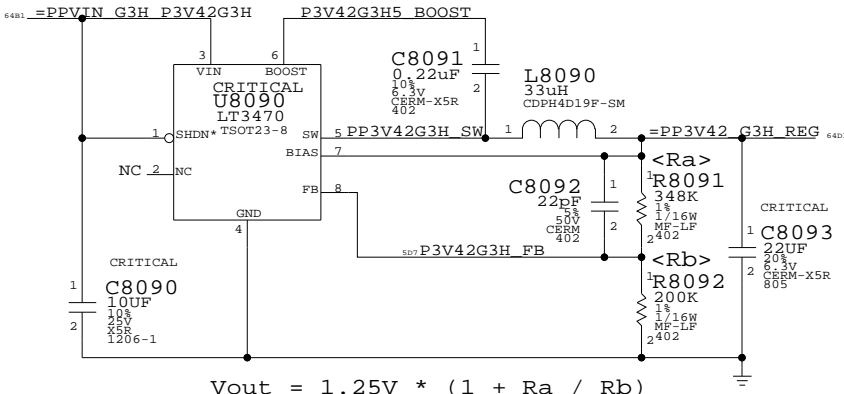 64B1 =PPVIN_G3H_P3V42G3H
P3V42G3H5_BOOST
3
VIN
6
BOOST
CRITICAL
U8090
LT3470
TSOT23-8
1
SHDN*
NC 2
NC
SW 5
BIAS 7
FB 8
GND
4
C8091
0.22uF
10%
6.3V
CERM-X5R
402
1
2
PP3V42G3H_SW
L8090
33uH
CDPH4D19F-SM
1
2
=PP3V42_G3H_REG
C8092
22pF
5%
50V
CERM
402
1
2
<Ra>
1
R8091
348K
1%
1/16W
MF-LF
2 402
5D7 P3V42G3H_FB
<Rb>
1
R8092
200K
1%
1/16W
MF-LF
2 402
CRITICAL
C8093
22UF
20%
6.3V
CERM-X5R
805
1
2
CRITICAL
C8090
10UF
10%
25V
X5R
1206-1
1
2
Vout = 1.25V * (1 + Ra / Rb)